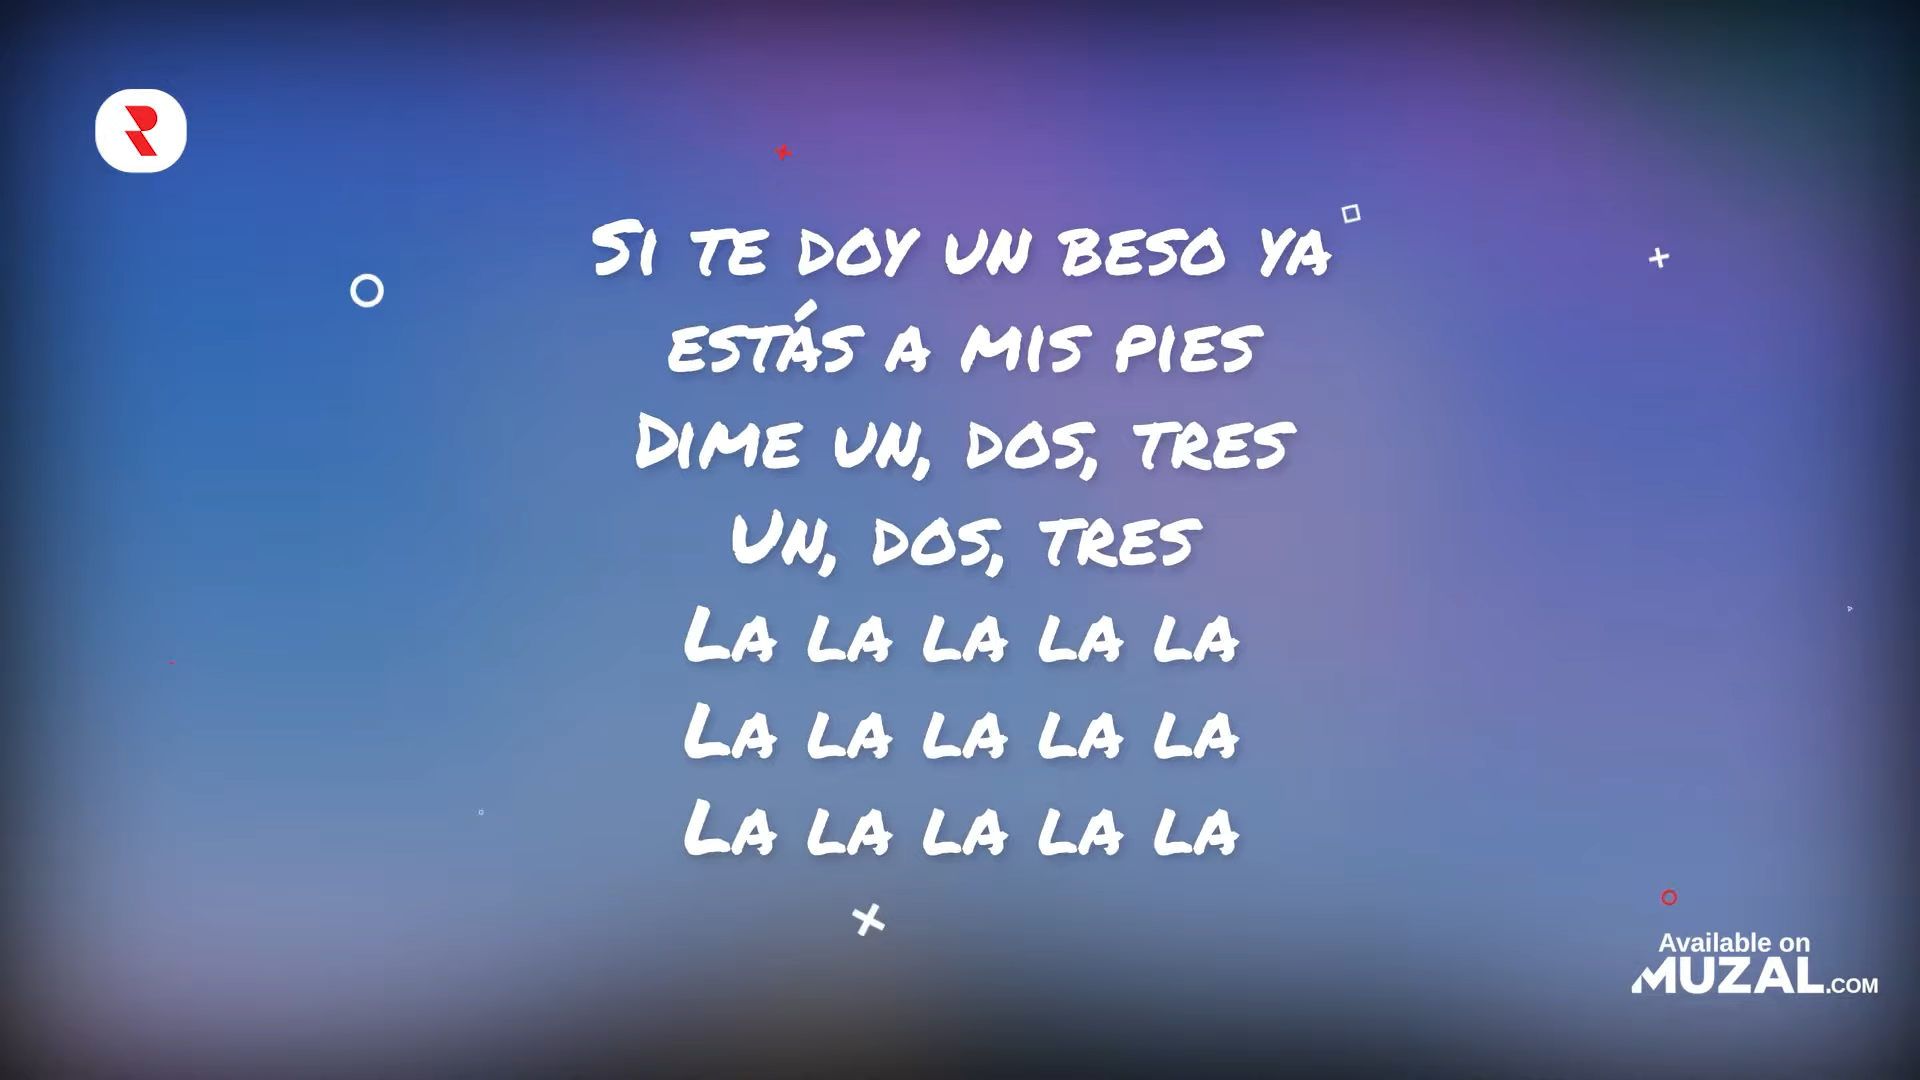 Si te doy un beso ya
estás a mis pies
Dime un, dos, tres
Un, dos, tres
La la la la la
La la la la la
La la la la la
Available on
MUZAL.COM